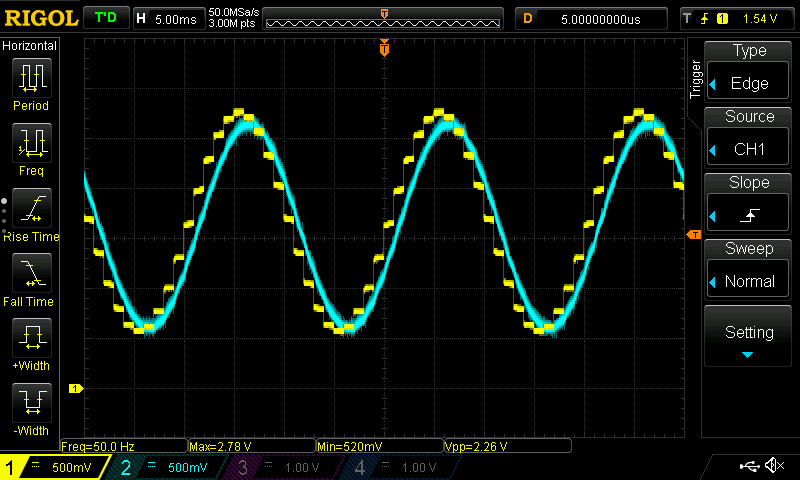 RIGOL T'D H 5.00ms 50.0MSa/s 3.00M pts T D 5.00000000us T 1 1.54 V
Horizontal
Period
Freq
Rise Time
Fall Time
+Width
-Width
T
T
1
Trigger
Type
Edge
Source
CH1
Slope
Sweep
Normal
Setting
Freq=50.0 Hz Max=2.78 V Min=520mV Vpp=2.26 V
1 500mV 2 500mV 3 1.00 V 4 1.00 V